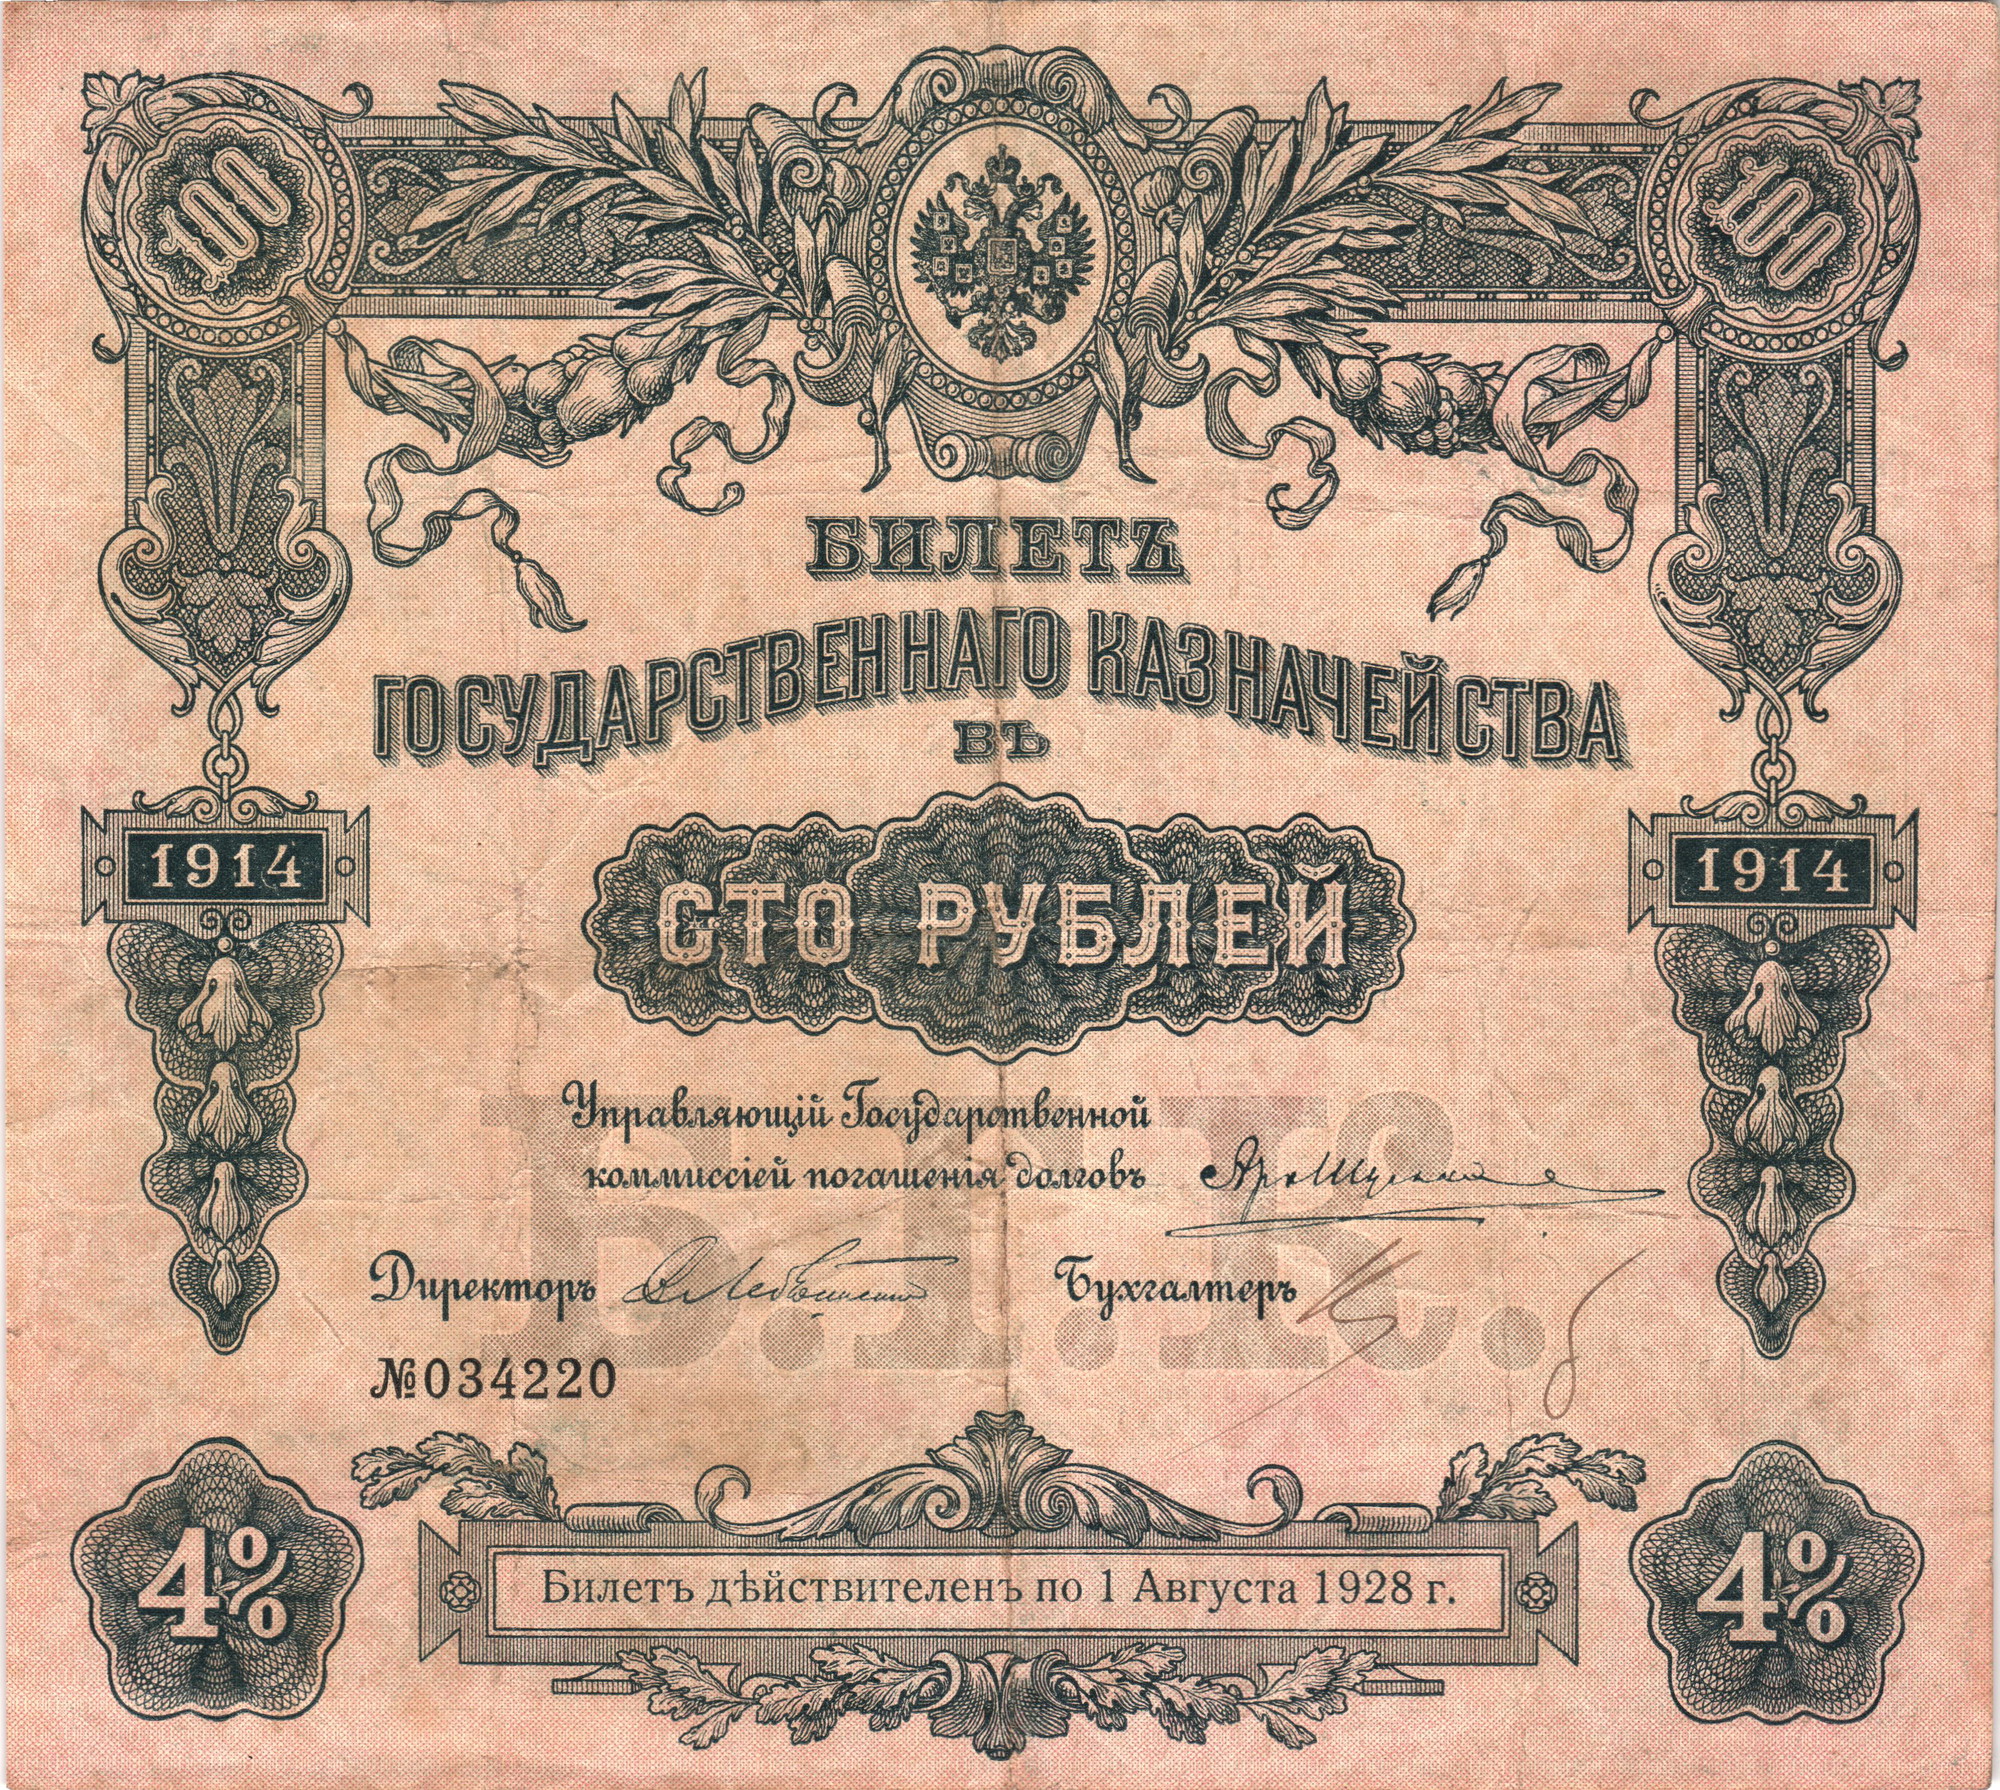 100 100
БИЛЕТЪ
ГОСУДАРСТВЕННАГО КАЗНАЧЕЙСТВА
ВЪ
1914 1914
СТО РУБЛЕЙ
Управляющій Государственной
коммиссіей погашенія долговъ
Директоръ Бухгалтеръ
Б.Г.К.
№034220
4% 4%
Билетъ дѣйствителенъ по 1 Августа 1928 г.